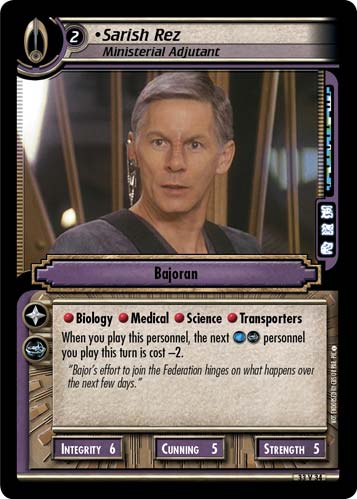 2
•Sarish Rez
Ministerial Adjutant
Bajoran
• Biology • Medical • Science • Transporters
When you play this personnel, the next personnel
you play this turn is cost –2.
"Bajor's effort to join the Federation hinges on what happens over
the next few days."
INTEGRITY 6 CUNNING 5 STRENGTH 5
33 V 34